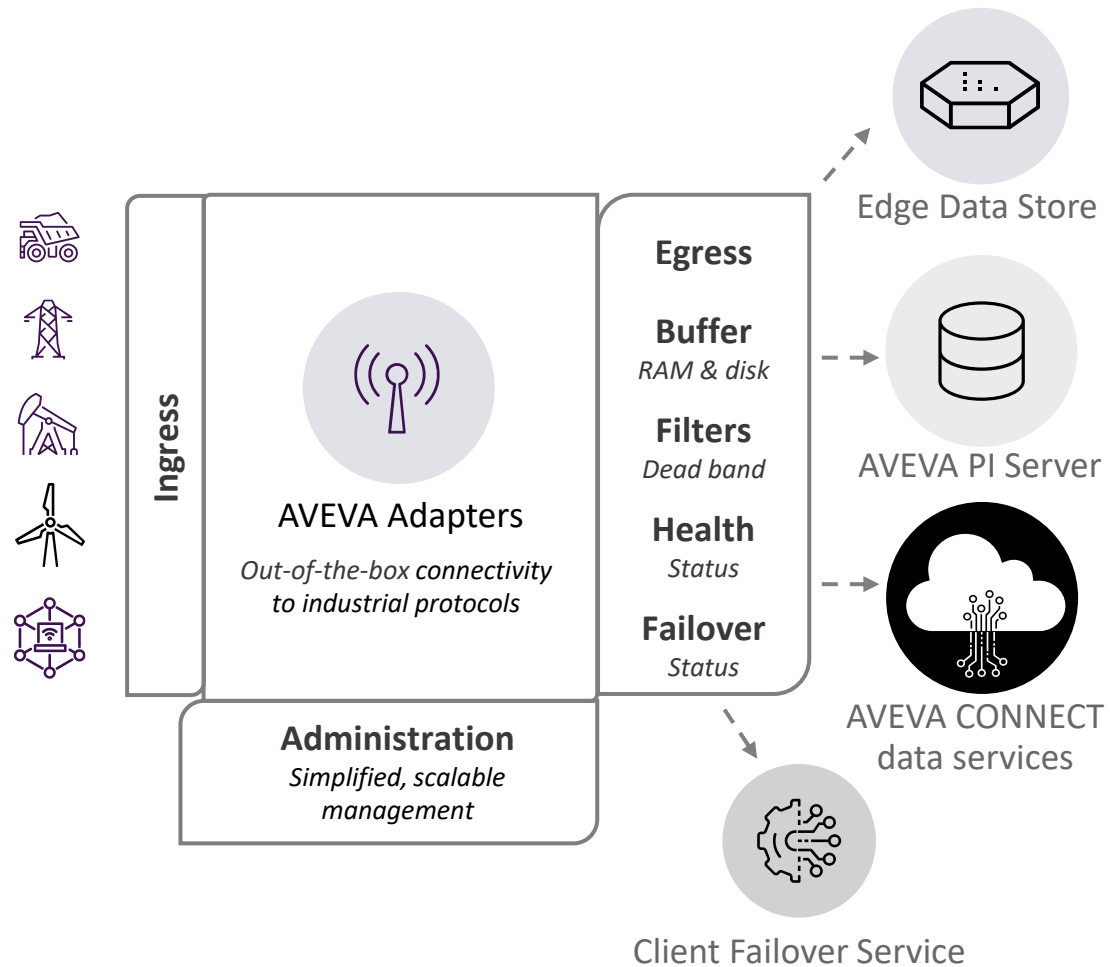 Ingress
AVEVA Adapters
Out-of-the-box connectivity
to industrial protocols
Administration
Simplified, scalable
management
Egress
Buffer
RAM & disk
Filters
Dead band
Health
Status
Failover
Status
Edge Data Store
AVEVA PI Server
AVEVA CONNECT
data services
Client Failover Service